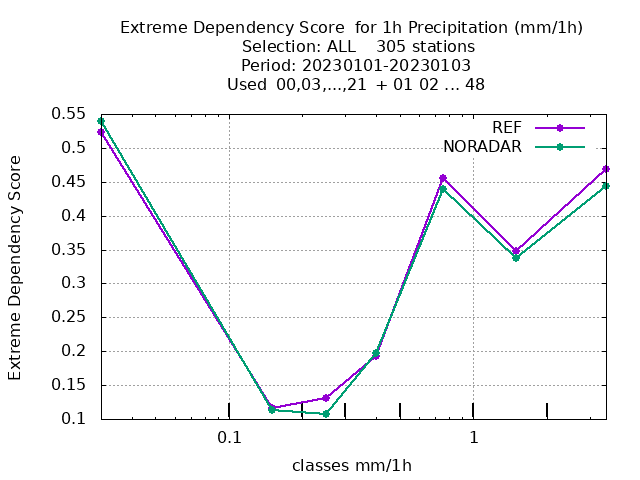 Extreme Dependency Score  for 1h Precipitation (mm/1h)
Selection: ALL    305 stations
Period: 20230101-20230103
Used  00,03,...,21  + 01 02 ... 48
REF
NORADAR
Extreme Dependency Score
0.55
0.5
0.45
0.4
0.35
0.3
0.25
0.2
0.15
0.1
0.1
1
classes mm/1h